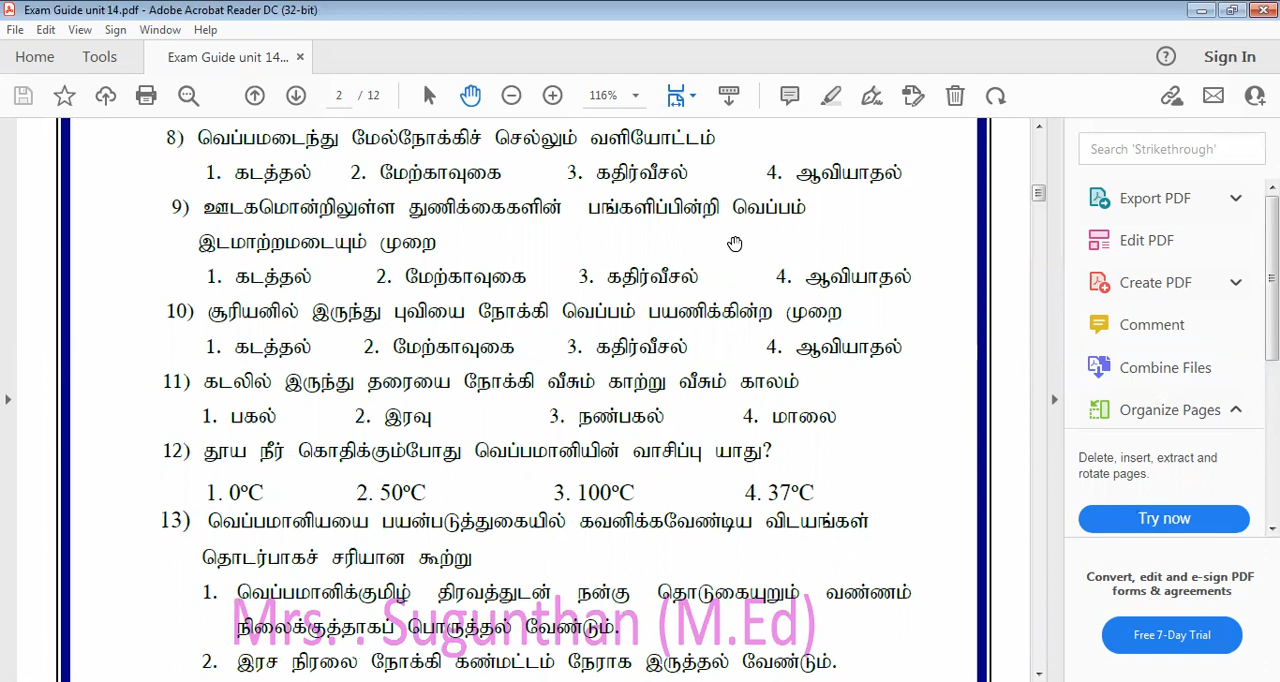 Exam Guide unit 14.pdf - Adobe Acrobat Reader DC (32-bit)
File Edit View Sign Window Help
Home Tools Exam Guide unit 14... × Sign In
2 / 12 116%
8) வெப்பமடைந்து மேல்நோக்கிச் செல்லும் வளியோட்டம்
1. கடத்தல் 2. மேற்காவுகை 3. கதிர்வீசல் 4. ஆவியாதல்
9) ஊடகமொன்றிலுள்ள துணிக்கைகளின் பங்களிப்பின்றி வெப்பம்
இடமாற்றமடையும் முறை
1. கடத்தல் 2. மேற்காவுகை 3. கதிர்வீசல் 4. ஆவியாதல்
10) சூரியனில் இருந்து புவியை நோக்கி வெப்பம் பயணிக்கின்ற முறை
1. கடத்தல் 2. மேற்காவுகை 3. கதிர்வீசல் 4. ஆவியாதல்
11) கடலில் இருந்து தரையை நோக்கி வீசும் காற்று வீசும் காலம்
1. பகல் 2. இரவு 3. நண்பகல் 4. மாலை
12) தூய நீர் கொதிக்கும்போது வெப்பமானியின் வாசிப்பு யாது?
1. 0ºC 2. 50ºC 3. 100ºC 4. 37ºC
13) வெப்பமானியயை பயன்படுத்துகையில் கவனிக்கவேண்டிய விடயங்கள்
தொடர்பாகச் சரியான கூற்று
1. வெப்பமானிக்குமிழ் திரவத்துடன் நன்கு தொடுகையுறும் வண்ணம்
நிலைக்குத்தாகப் பொருத்தல் வேண்டும்.
Mrs. . Sugunthan (M.Ed)
2. இரச நிரலை நோக்கி கண்மட்டம் நேராக இருத்தல் வேண்டும்.
Search 'Strikethrough'
Export PDF
Edit PDF
Create PDF
Comment
Combine Files
Organize Pages
Delete, insert, extract and
rotate pages.
Try now
Convert, edit and e-sign PDF
forms & agreements
Free 7-Day Trial